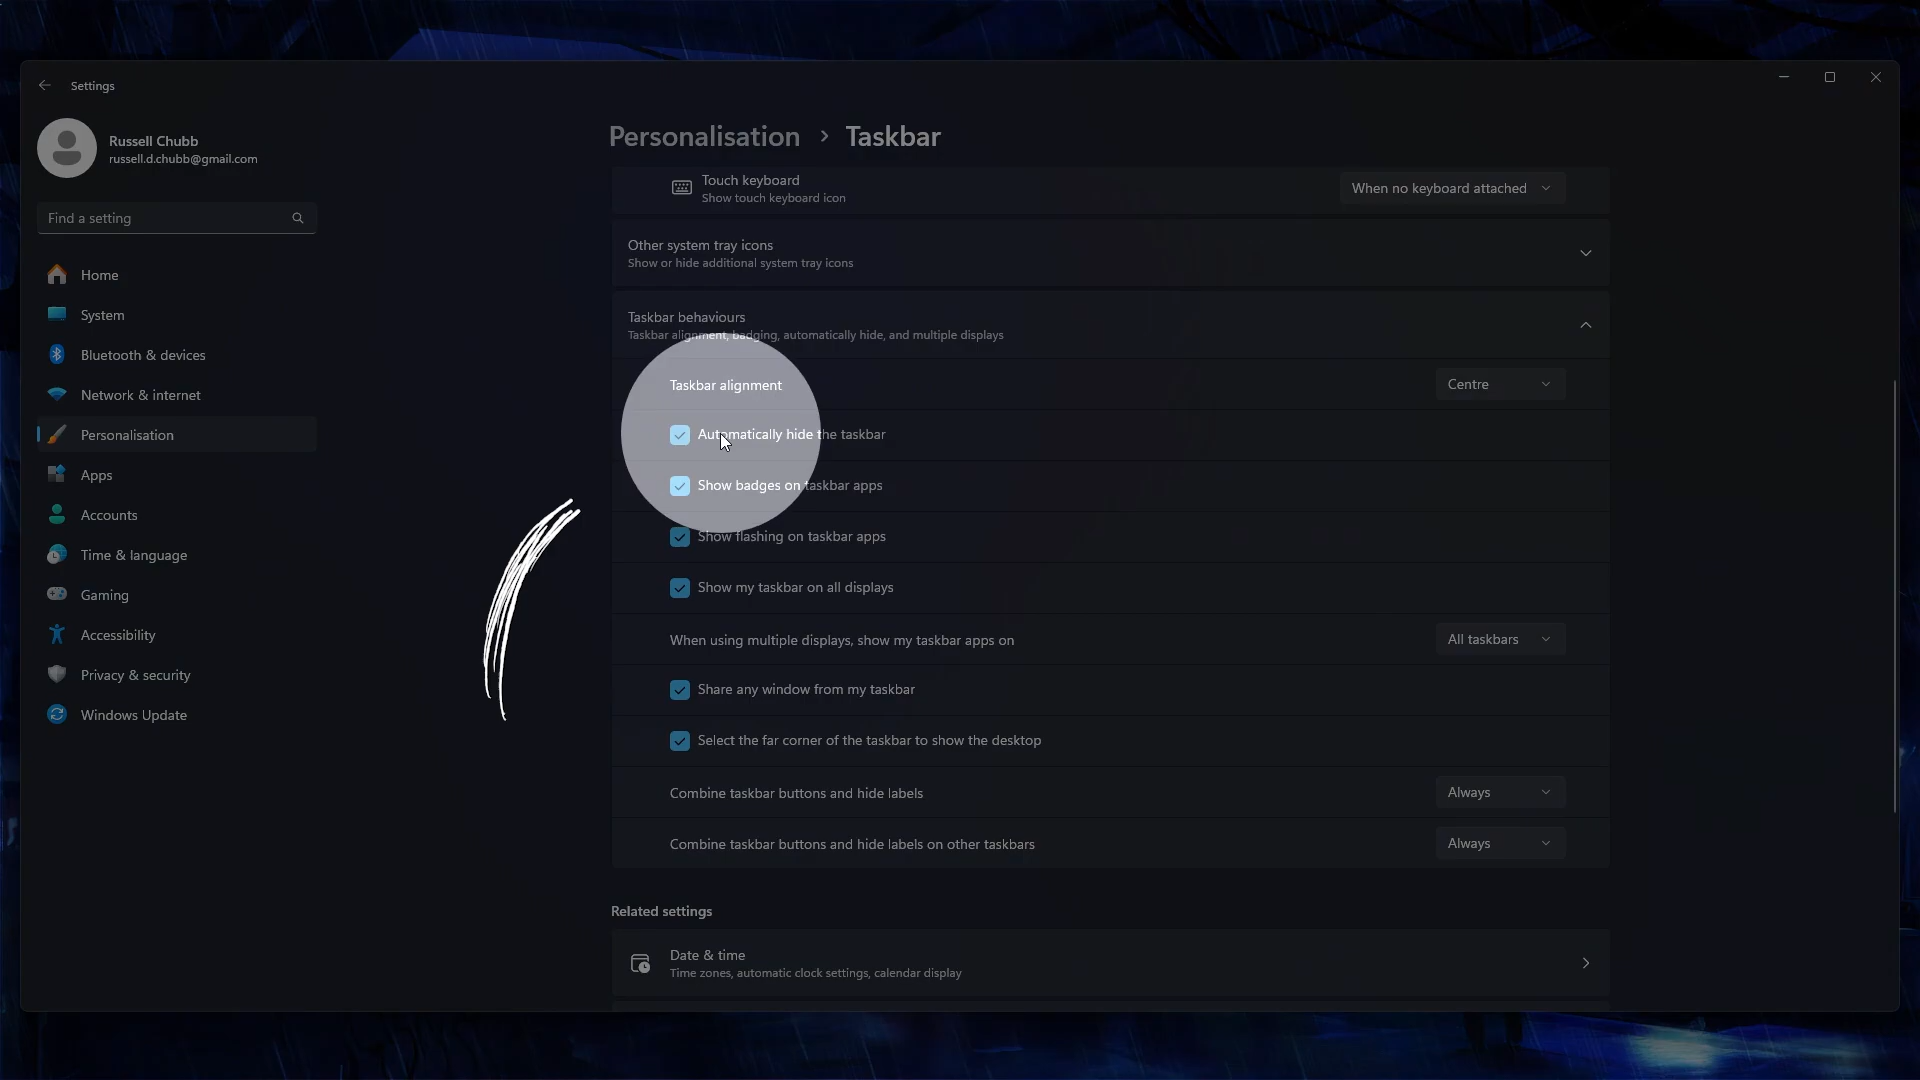 Settings
Russell Chubb
russell.d.chubb@gmail.com
Find a setting
Home
System
Bluetooth & devices
Network & internet
Personalisation
Apps
Accounts
Time & language
Gaming
Accessibility
Privacy & security
Windows Update
Personalisation > Taskbar
Touch keyboard
Show touch keyboard icon
When no keyboard attached
Other system tray icons
Show or hide additional system tray icons
Taskbar behaviours
Taskbar alignment, badging, automatically hide, and multiple displays
Taskbar alignment
Centre
Automatically hide the taskbar
Show badges on taskbar apps
Show flashing on taskbar apps
Show my taskbar on all displays
When using multiple displays, show my taskbar apps on
All taskbars
Share any window from my taskbar
Select the far corner of the taskbar to show the desktop
Combine taskbar buttons and hide labels
Always
Combine taskbar buttons and hide labels on other taskbars
Always
Related settings
Date & time
Time zones, automatic clock settings, calendar display